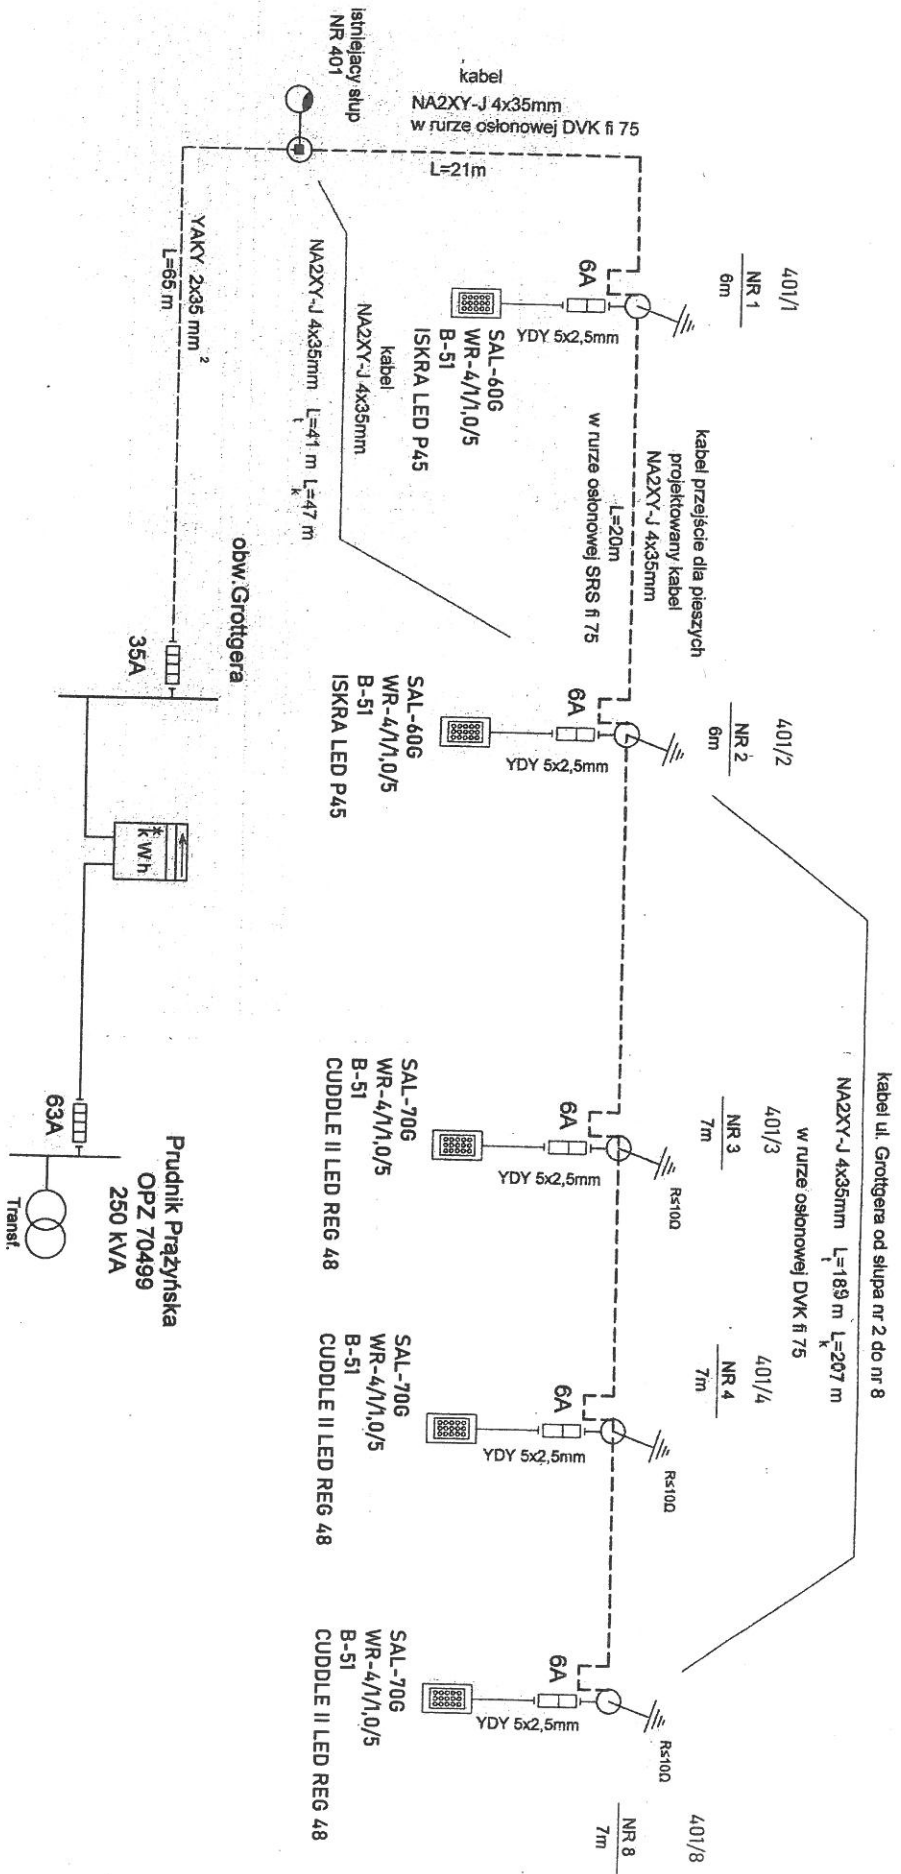 istniejacy słup
NR 401
kabel
NA2XY-J 4x35mm
w rurze osłonowej DVK fi 75
L=21m
401/1
NR 1
6m
6A
YDY 5x2,5mm
SAL-60G
WR-4/1/1,0/5
B-51
ISKRA LED P45
kabel przejście dla pieszych
projektowany kabel
NA2XY-J 4x35mm
L=20m
w rurze osłonowej SRS fi 75
kabel
NA2XY-J 4x35mm
NA2XY-J 4x35mm Lt=41 m Lk=47 m
YAKY 2x35 mm²
L=65 m
401/2
NR 2
6m
6A
YDY 5x2,5mm
SAL-60G
WR-4/1/1,0/5
B-51
ISKRA LED P45
kabel ul. Grottgera od słupa nr 2 do nr 8
NA2XY-J 4x35mm Lt=189 m Lk=207 m
w rurze osłonowej DVK fi 75
401/3
NR 3
7m
R≤10Ω
6A
YDY 5x2,5mm
SAL-70G
WR-4/1/1,0/5
B-51
CUDDLE II LED REG 48
401/4
NR 4
7m
R≤10Ω
6A
YDY 5x2,5mm
SAL-70G
WR-4/1/1,0/5
B-51
CUDDLE II LED REG 48
401/8
NR 8
7m
R≤10Ω
6A
YDY 5x2,5mm
SAL-70G
WR-4/1/1,0/5
B-51
CUDDLE II LED REG 48
obw.Grottgera
35A
* k W h
63A
Prudnik Prążyńska
OPZ 70499
250 kVA
Transf.